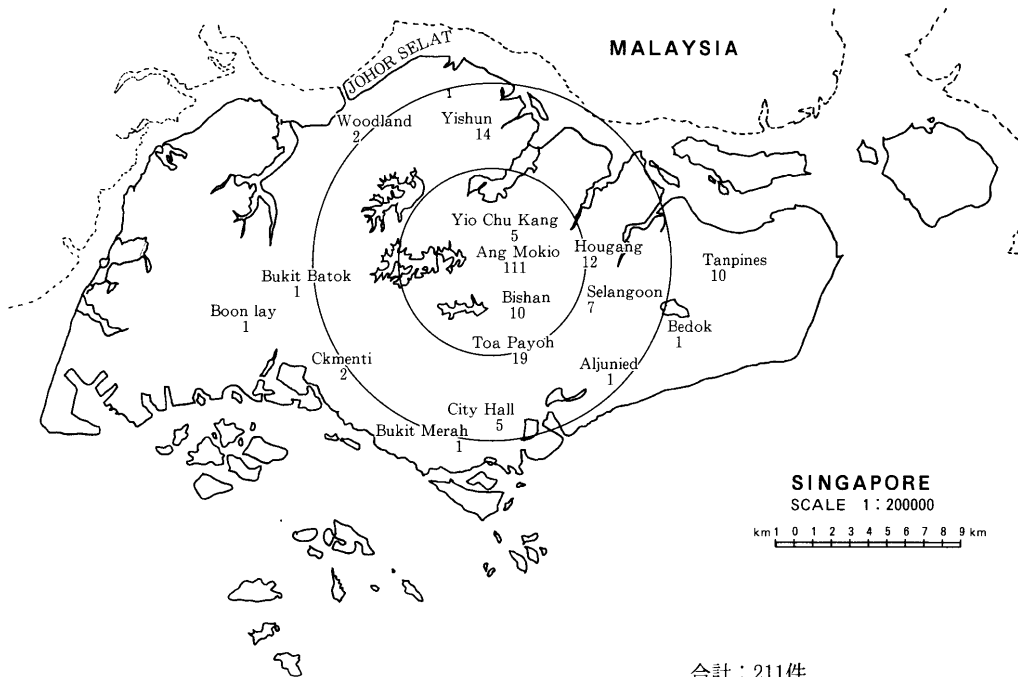 MALAYSIA
JOHOR SELAT
1
Woodland
2
Yishun
14
Yio Chu Kang
5
Ang Mokio
111
Hougang
12
Tanpines
10
Bukit Batok
1
Bishan
10
Selangoon
7
Boon lay
1
Bedok
1
Toa Payoh
19
Ckmenti
2
Aljunied
1
City Hall
5
Bukit Merah
1
SINGAPORE
SCALE 1:200000
km 1 0 1 2 3 4 5 6 7 8 9 km
合計:211件